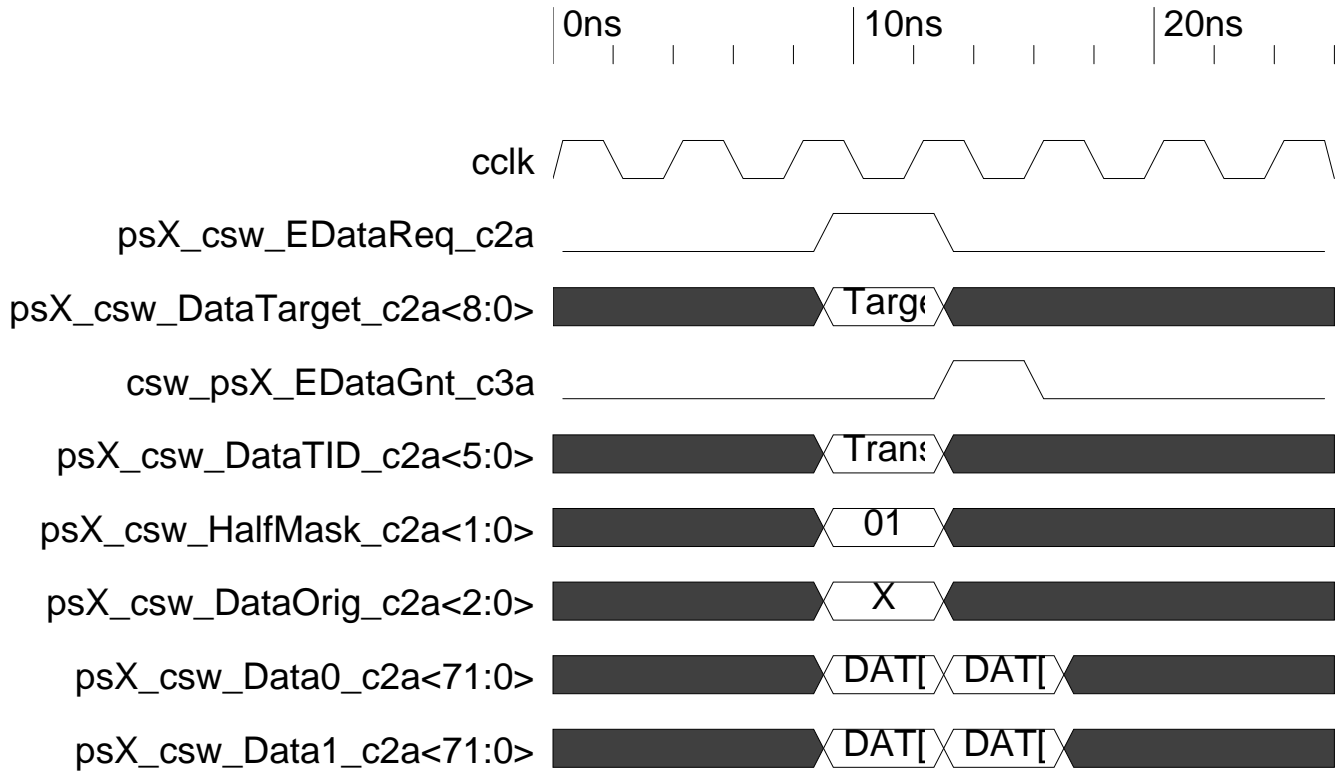 0ns 10ns 20ns
cclk
psX_csw_EDataReq_c2a
psX_csw_DataTarget_c2a<8:0> Targe
csw_psX_EDataGnt_c3a
psX_csw_DataTID_c2a<5:0> Trans
psX_csw_HalfMask_c2a<1:0> 01
psX_csw_DataOrig_c2a<2:0> X
psX_csw_Data0_c2a<71:0> DAT[ DAT[
psX_csw_Data1_c2a<71:0> DAT[ DAT[